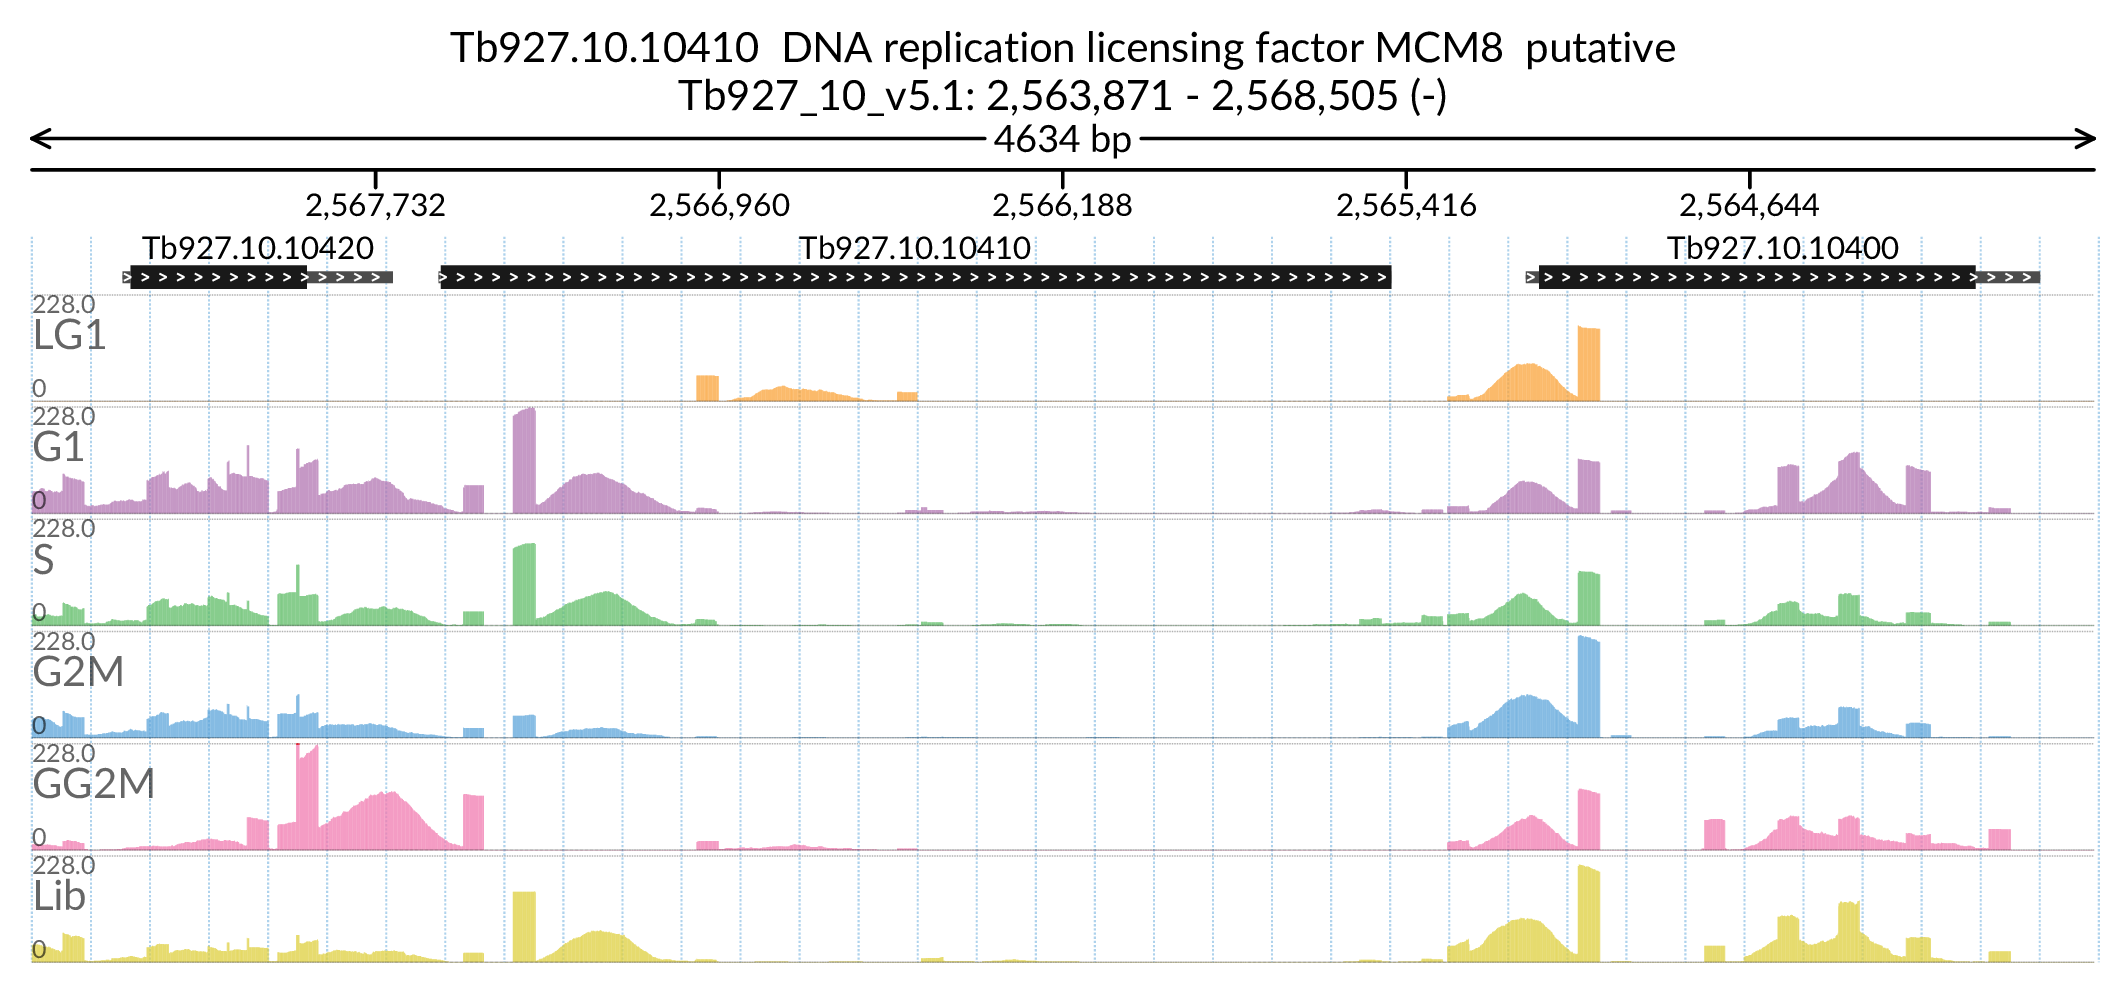 Tb927.10.10410  DNA replication licensing factor MCM8  putative
Tb927_10_v5.1: 2,563,871 - 2,568,505 (-)
4634 bp
2,567,732 2,566,960 2,566,188 2,565,416 2,564,644
Tb927.10.10420 Tb927.10.10410 Tb927.10.10400
228.0
LG1
0
228.0
G1
0
228.0
S
0
228.0
G2M
0
228.0
GG2M
0
228.0
Lib
0